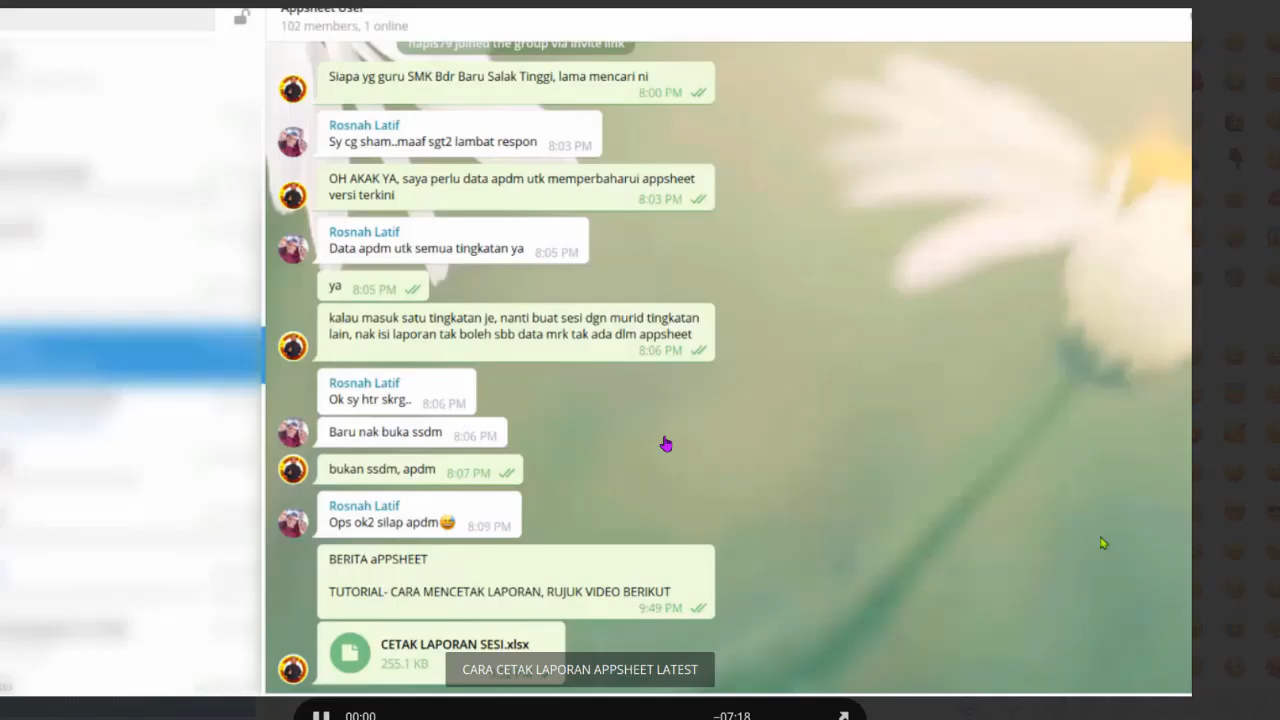 Appsheet User
102 members, 1 online
napis79 joined the group via invite link
Siapa yg guru SMK Bdr Baru Salak Tinggi, lama mencari ni
8:00 PM
Rosnah Latif
Sy cg sham..maaf sgt2 lambat respon 8:03 PM
OH AKAK YA, saya perlu data apdm utk memperbaharui appsheet
versi terkini 8:03 PM
Rosnah Latif
Data apdm utk semua tingkatan ya 8:05 PM
ya 8:05 PM
kalau masuk satu tingkatan je, nanti buat sesi dgn murid tingkatan
lain, nak isi laporan tak boleh sbb data mrk tak ada dlm appsheet
8:06 PM
Rosnah Latif
Ok sy htr skrg.. 8:06 PM
Baru nak buka ssdm 8:06 PM
bukan ssdm, apdm 8:07 PM
Rosnah Latif
Ops ok2 silap apdm😅 8:09 PM
BERITA aPPSHEET
TUTORIAL- CARA MENCETAK LAPORAN, RUJUK VIDEO BERIKUT
9:49 PM
CETAK LAPORAN SESI.xlsx
255.1 KB
CARA CETAK LAPORAN APPSHEET LATEST
00:00 −07:18